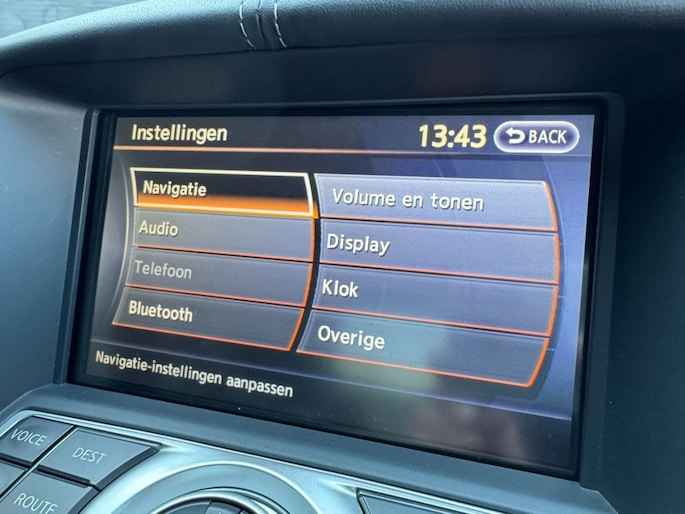 Instellingen
13:43
BACK
Navigatie
Volume en tonen
Audio
Display
Telefoon
Klok
Bluetooth
Overige
Navigatie-instellingen aanpassen
VOICE
DEST
ROUTE